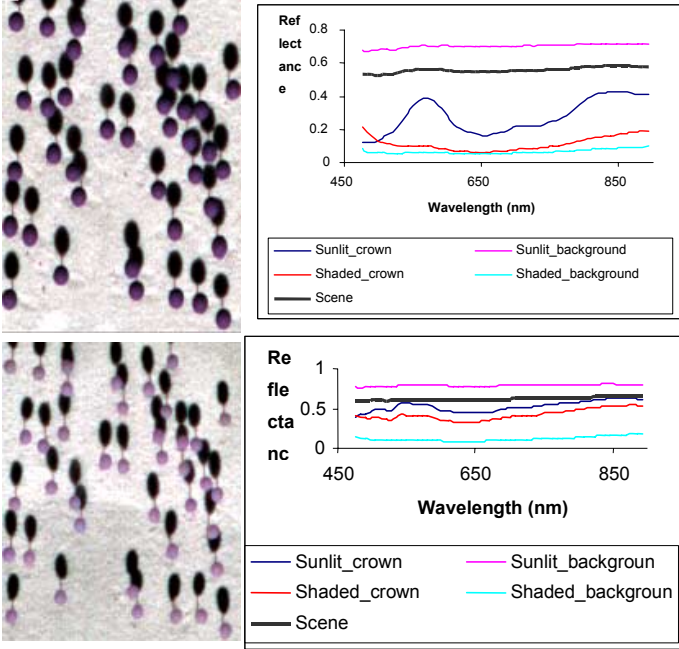 Ref
lect
anc
e
0.8
0.6
0.4
0.2
0
450 650 850
Wavelength (nm)
Sunlit_crown Sunlit_background
Shaded_crown Shaded_background
Scene
Re
fle
cta
nc
1
0.5
0
450 650 850
Wavelength (nm)
Sunlit_crown Sunlit_backgroun
Shaded_crown Shaded_backgroun
Scene